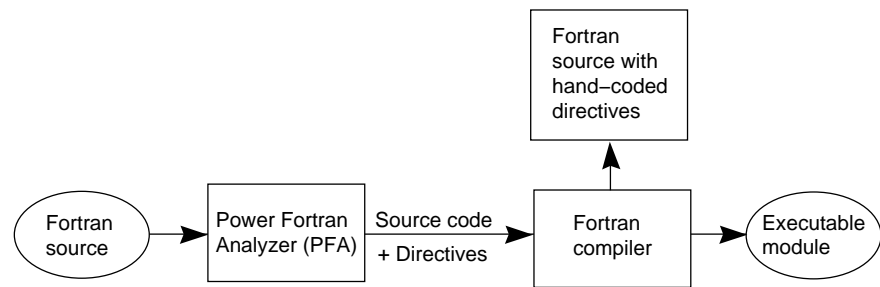 Fortran
source with
hand−coded
directives
Fortran
source
Power Fortran
Analyzer (PFA)
Source code
+ Directives
Fortran
compiler
Executable
module